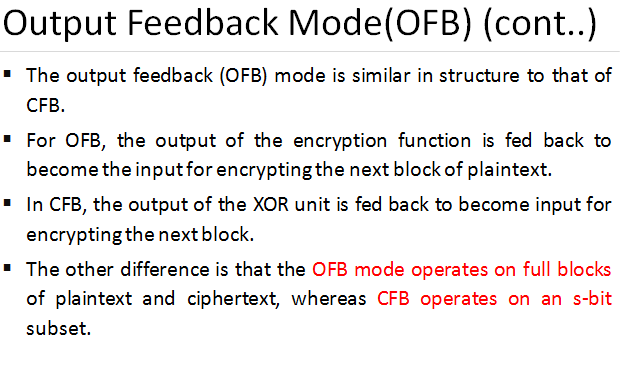 Output Feedback Mode(OFB) (cont..)
▪ The output feedback (OFB) mode is similar in structure to that of
CFB.
▪ For OFB, the output of the encryption function is fed back to
become the input for encrypting the next block of plaintext.
▪ In CFB, the output of the XOR unit is fed back to become input for
encrypting the next block.
▪ The other difference is that the OFB mode operates on full blocks
of plaintext and ciphertext, whereas CFB operates on an s-bit
subset.